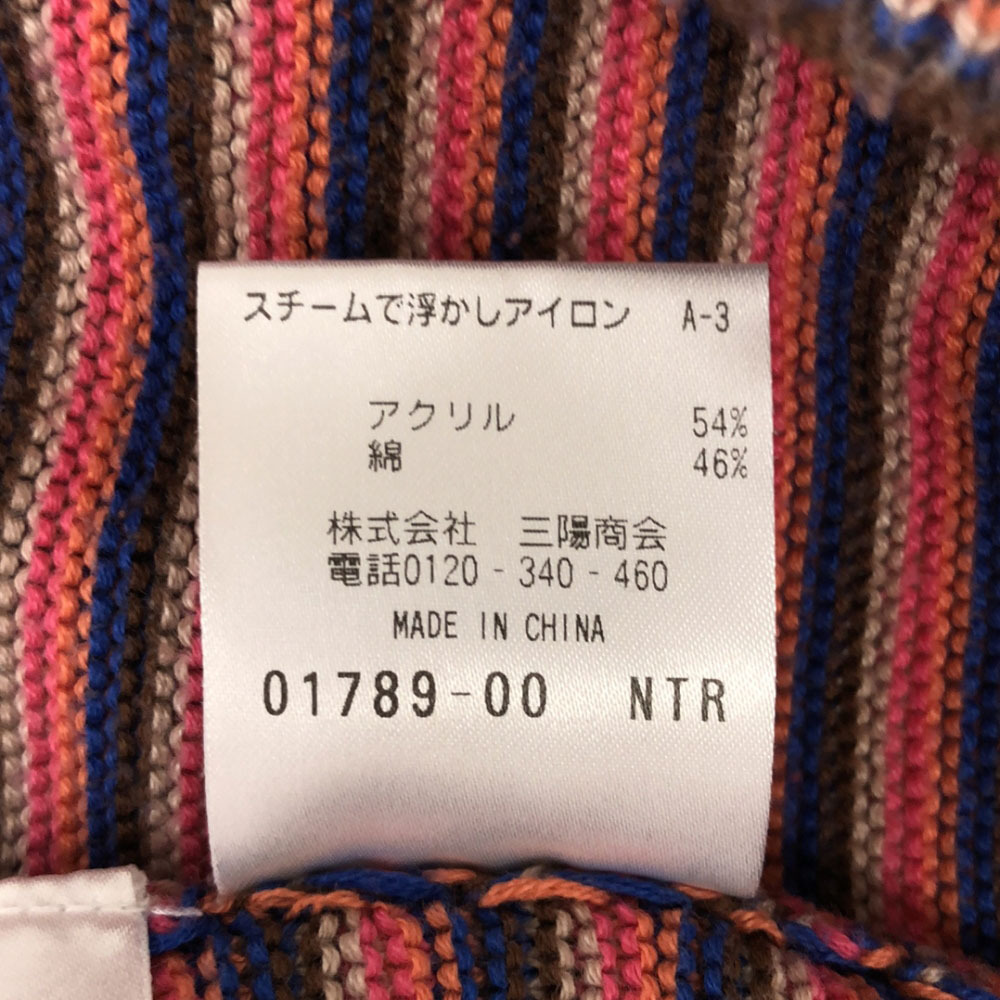 スチームで浮かしアイロン A-3
アクリル 54%
綿 46%
株式会社 三陽商会
電話0120-340-460
MADE IN CHINA
01789-00 NTR